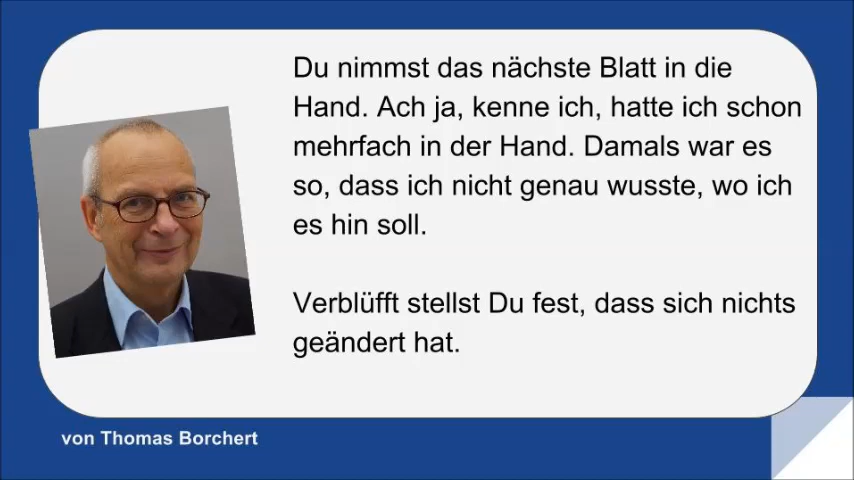 Du nimmst das nächste Blatt in die
Hand. Ach ja, kenne ich, hatte ich schon
mehrfach in der Hand. Damals war es
so, dass ich nicht genau wusste, wo ich
es hin soll.
Verblüfft stellst Du fest, dass sich nichts
geändert hat.
von Thomas Borchert